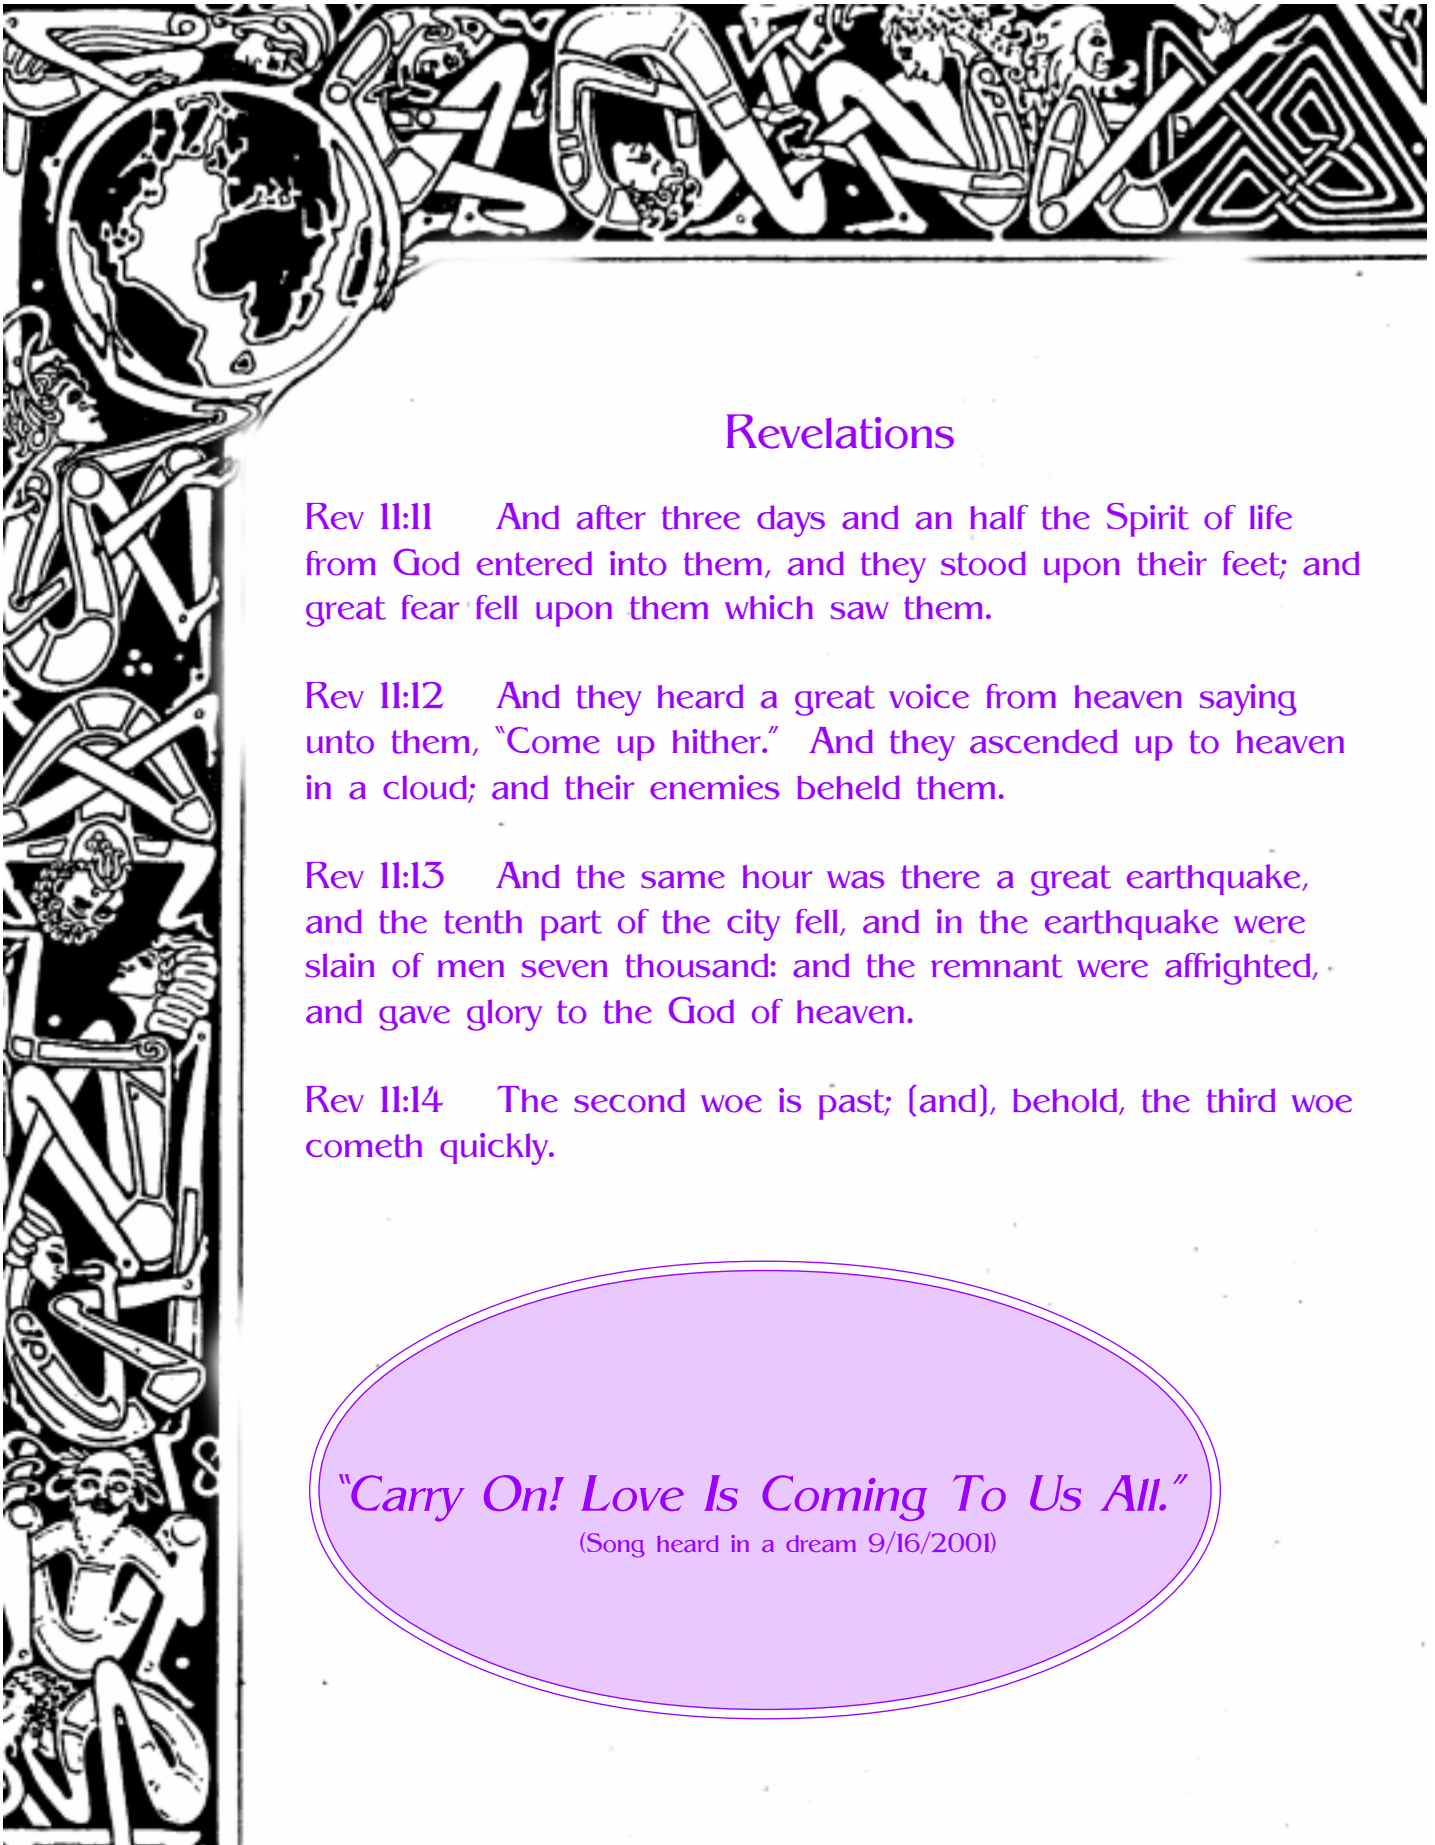 Revelations
Rev 11:11 And after three days and an half the Spirit of life
from God entered into them, and they stood upon their feet; and
great fear fell upon them which saw them.
Rev 11:12 And they heard a great voice from heaven saying
unto them, “Come up hither.” And they ascended up to heaven
in a cloud; and their enemies beheld them.
Rev 11:13 And the same hour was there a great earthquake,
and the tenth part of the city fell, and in the earthquake were
slain of men seven thousand: and the remnant were affrighted,
and gave glory to the God of heaven.
Rev 11:14 The second woe is past; (and), behold, the third woe
cometh quickly.
“Carry On! Love Is Coming To Us All.”
(Song heard in a dream 9/16/2001)